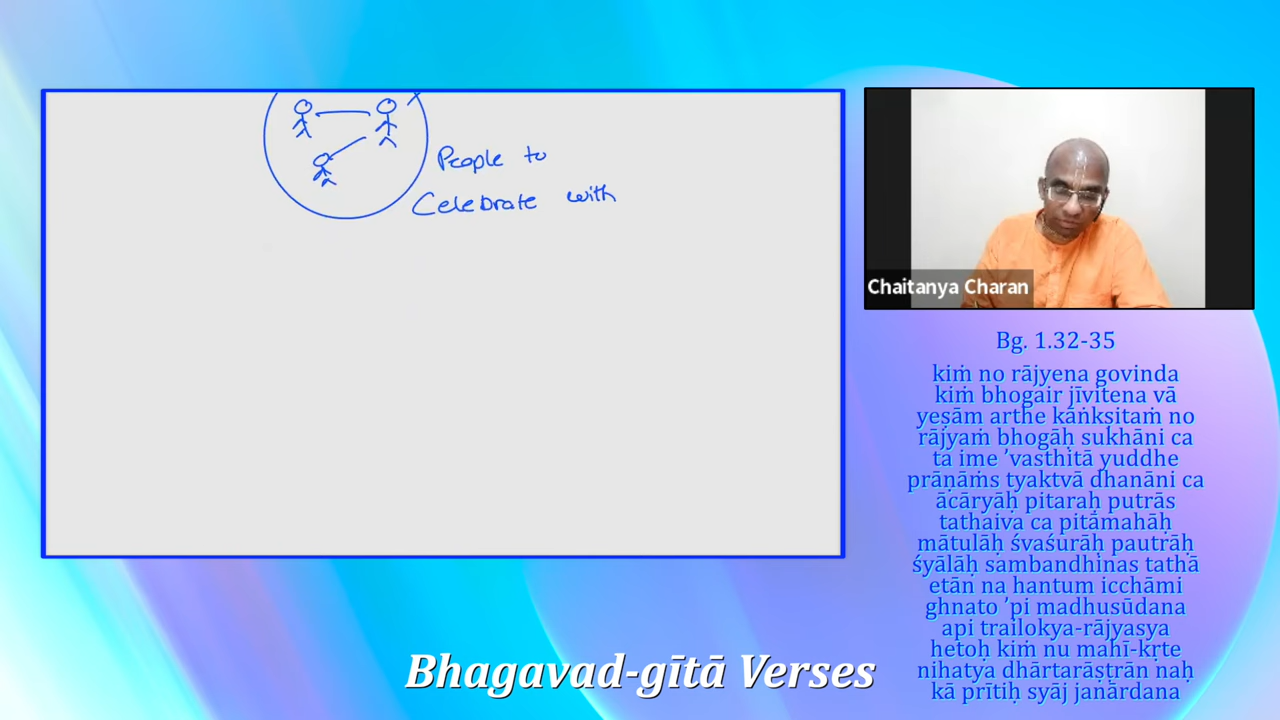 People to
Celebrate with
Chaitanya Charan
Bg. 1.32-35
kiṁ no rājyena govinda
kiṁ bhogair jīvitena vā
yeṣām arthe kāṅkṣitaṁ no
rājyaṁ bhogāḥ sukhāni ca
ta ime ’vasthitā yuddhe
prāṇāṁs tyaktvā dhanāni ca
ācāryāḥ pitaraḥ putrās
tathaiva ca pitāmahāḥ
mātulāḥ śvaśurāḥ pautrāḥ
śyālāḥ sambandhinas tathā
etān na hantum icchāmi
ghnato ’pi madhusūdana
api trailokya-rājyasya
hetoḥ kiṁ nu mahī-kṛte
nihatya dhārtarāṣṭrān naḥ
kā prītiḥ syāj janārdana
Bhagavad-gītā Verses